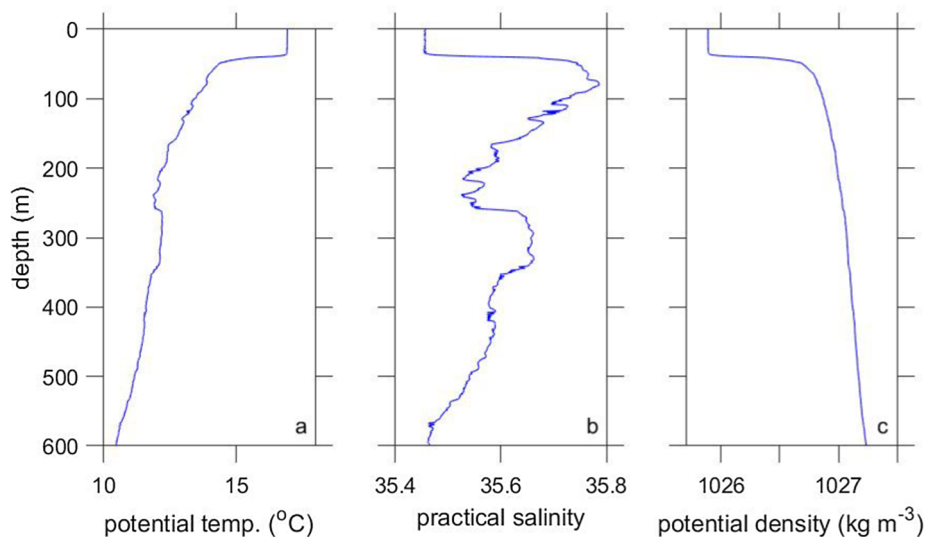 0
100
200
300
400
500
600
depth (m)
a
b
c
10 15
35.4 35.6 35.8
1026 1027
potential temp. (°C)
practical salinity
potential density (kg m⁻³)